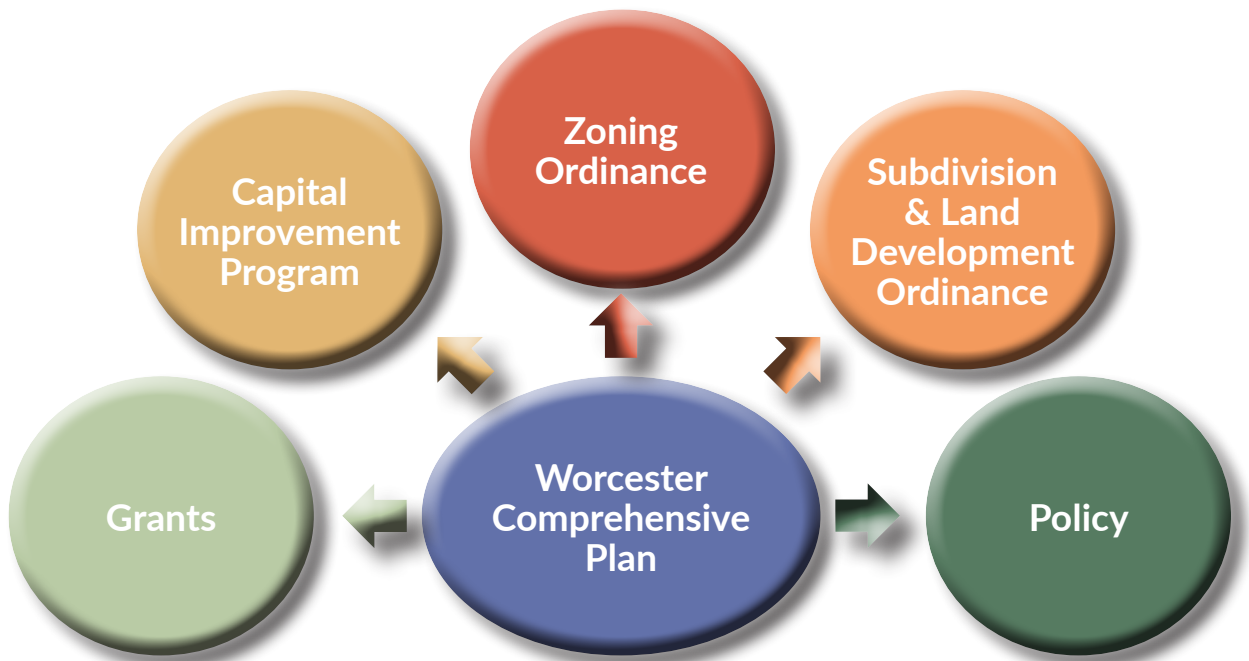 Zoning
Ordinance
Capital
Improvement
Program
Subdivision
& Land
Development
Ordinance
Grants
Worcester
Comprehensive
Plan
Policy